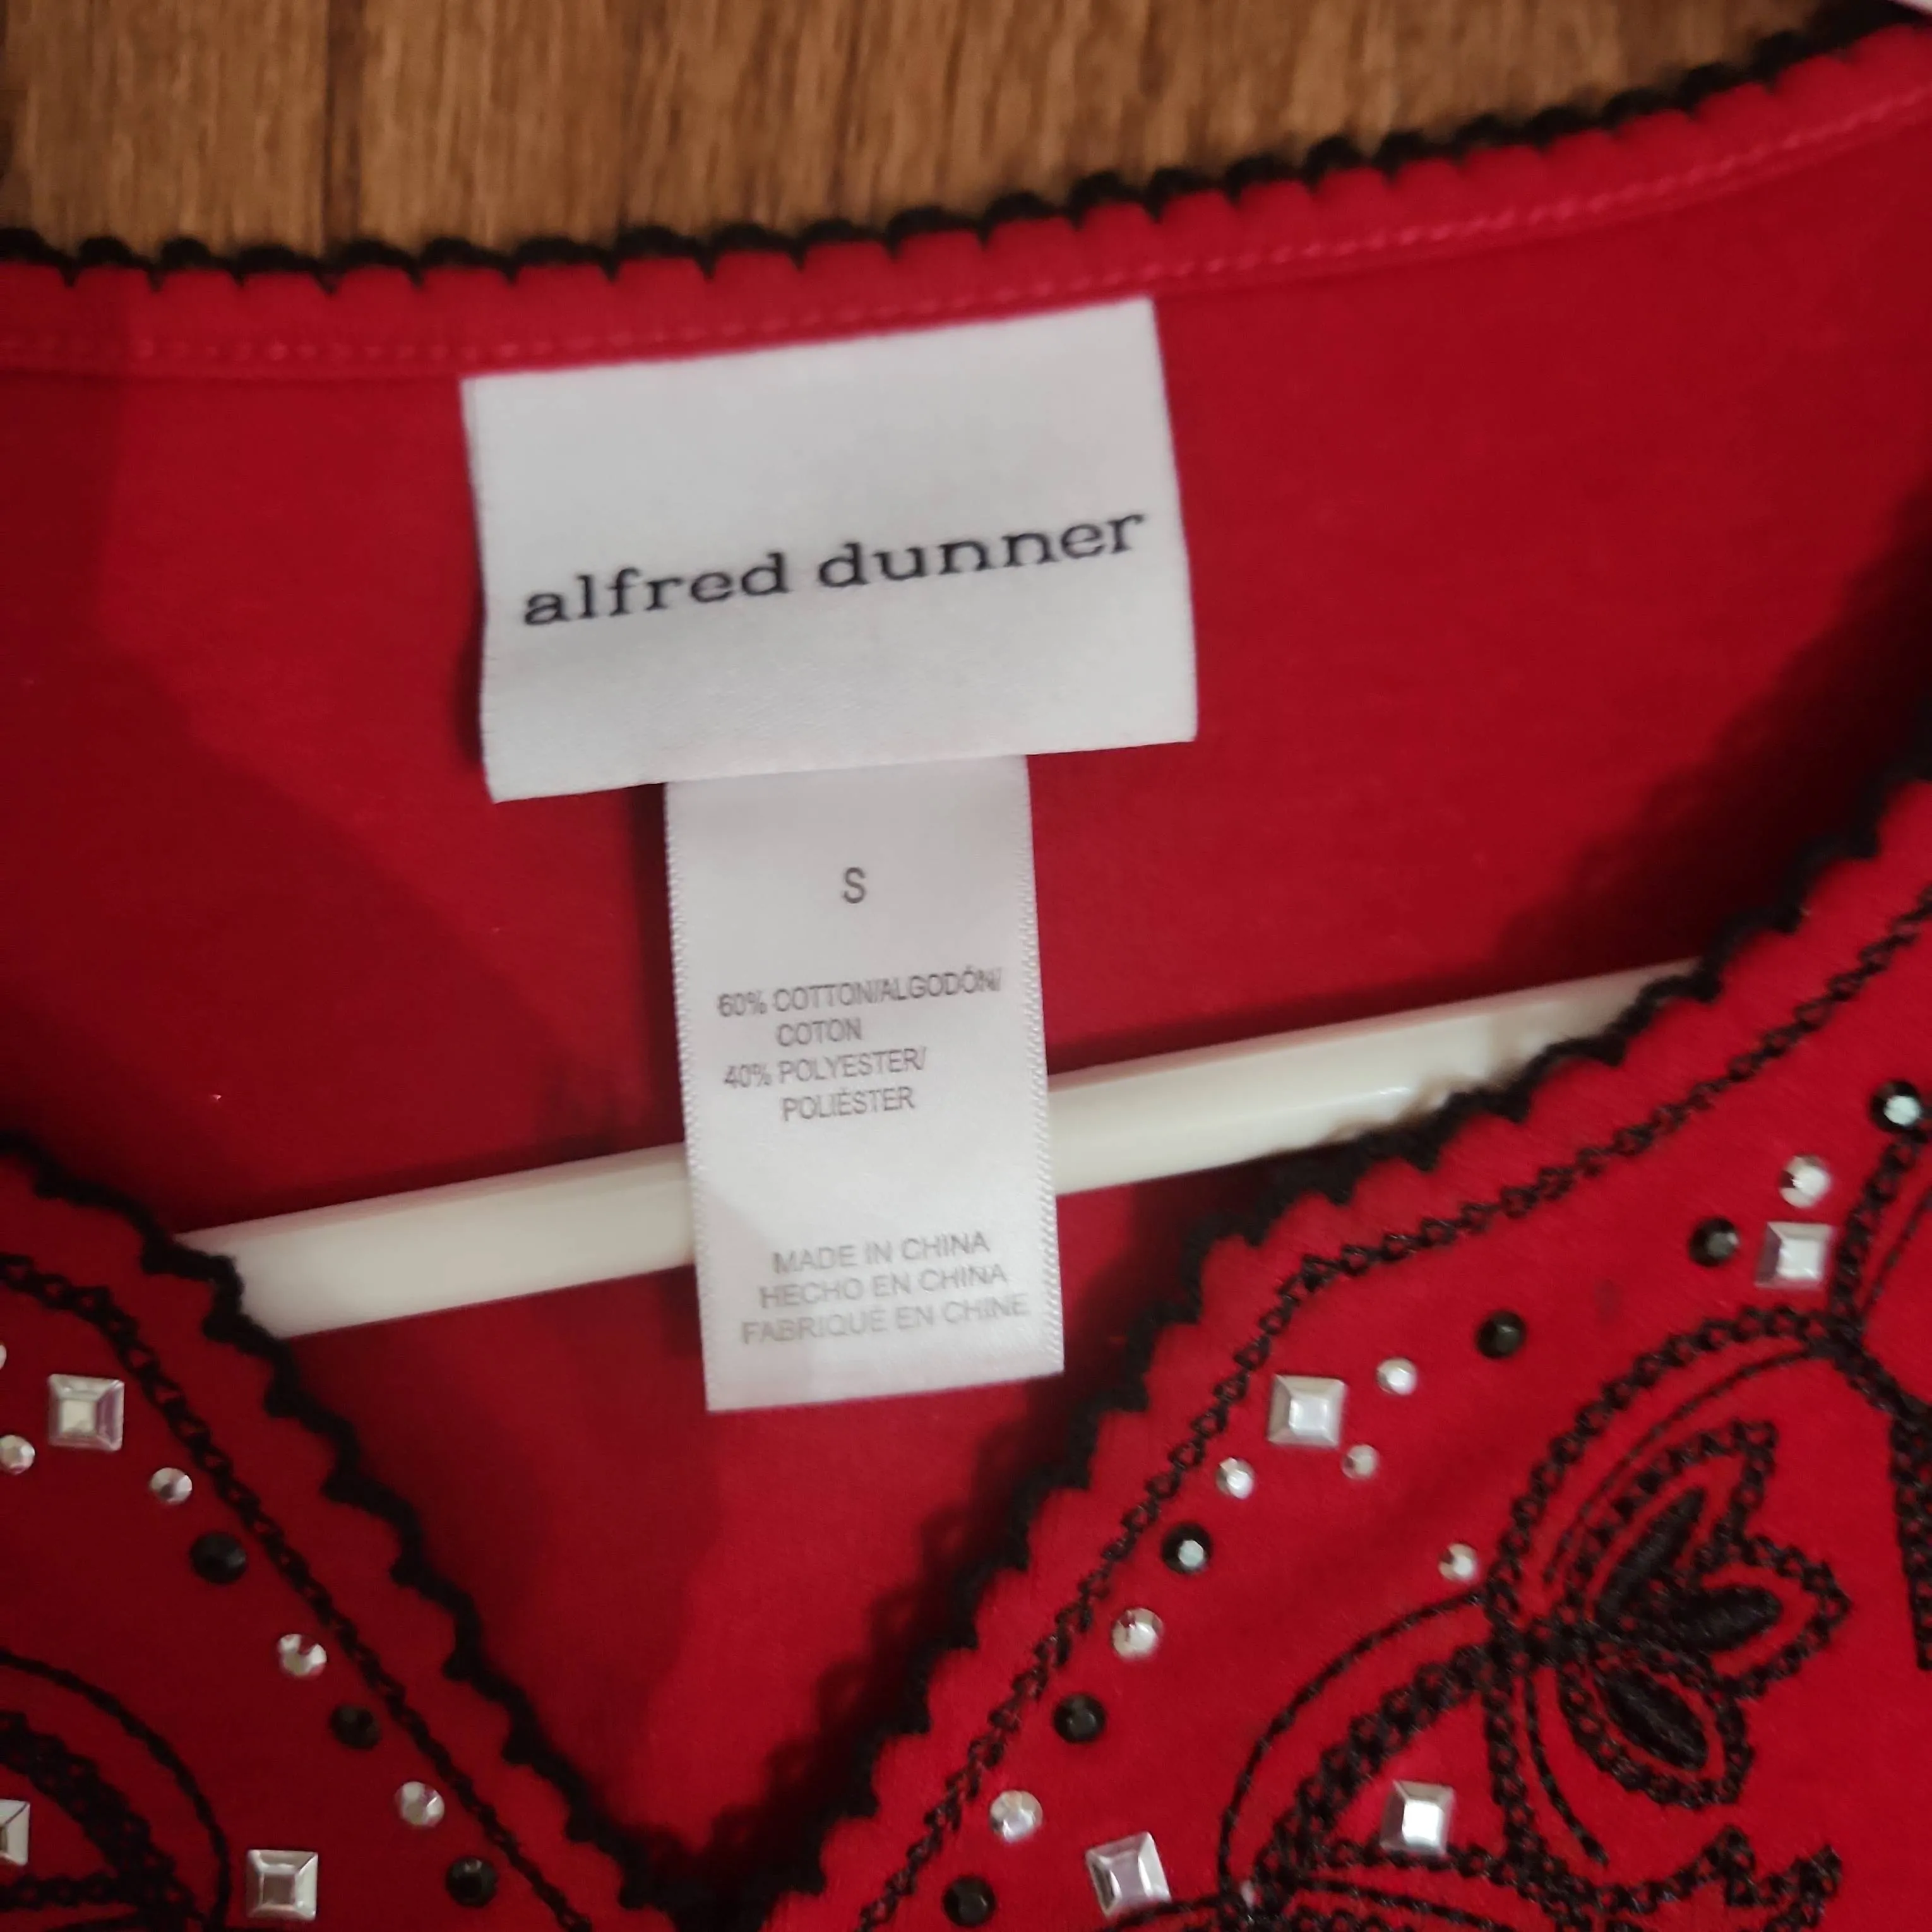 alfred dunner
S
60% COTTON/ALGODÓN/
COTON
40% POLYESTER/
POLIÉSTER
MADE IN CHINA
HECHO EN CHINA
FABRIQUÉ EN CHINE